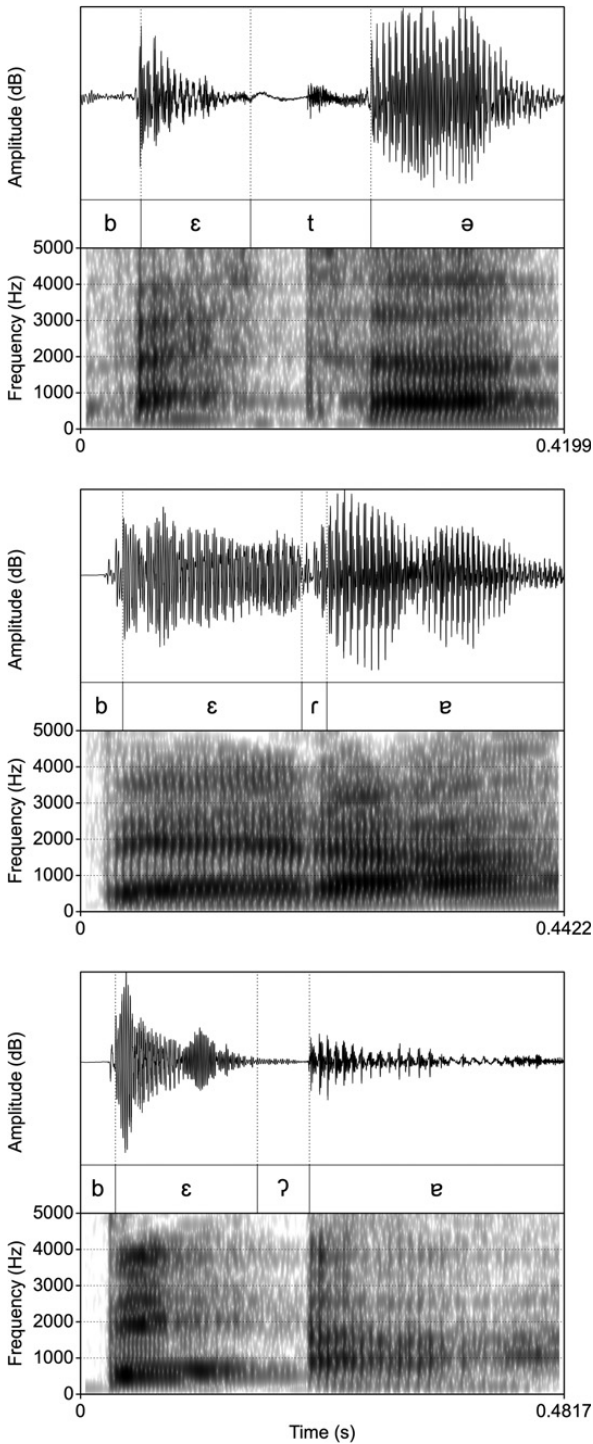 Amplitude (dB)
b ɛ t ə
Frequency (Hz)
5000
4000
3000
2000
1000
0
0 0.4199
Amplitude (dB)
b ɛ ɾ ɐ
Frequency (Hz)
5000
4000
3000
2000
1000
0
0 0.4422
Amplitude (dB)
b ɛ ʔ ɐ
Frequency (Hz)
5000
4000
3000
2000
1000
0
0 0.4817
Time (s)